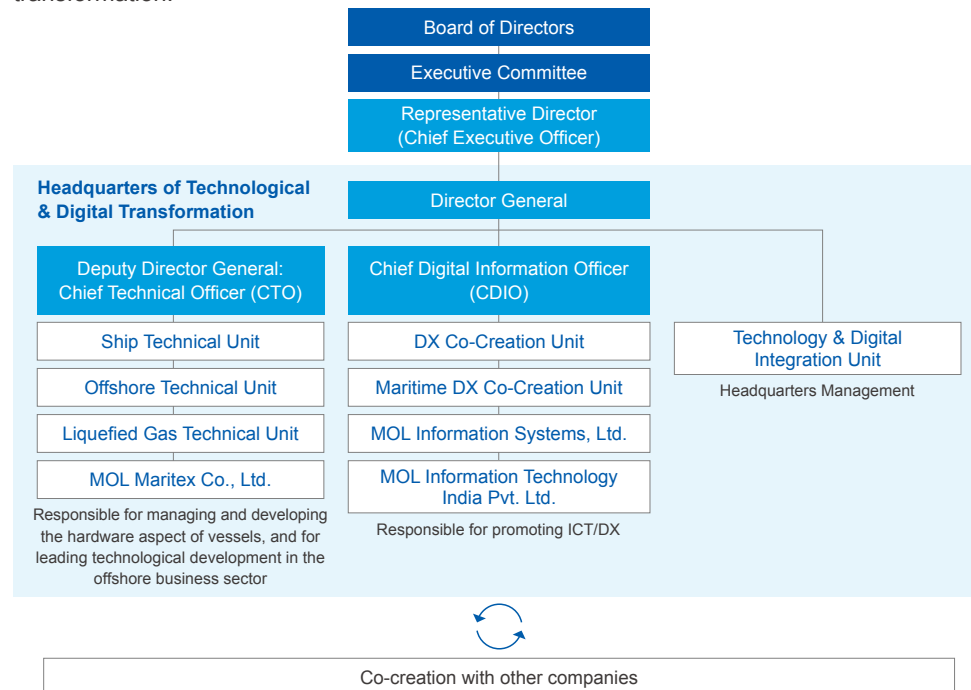 transformation.
Board of Directors
Executive Committee
Representative Director
(Chief Executive Officer)
Headquarters of Technological
& Digital Transformation
Director General
Deputy Director General:
Chief Technical Officer (CTO)
Ship Technical Unit
Offshore Technical Unit
Liquefied Gas Technical Unit
MOL Maritex Co., Ltd.
Responsible for managing and developing
the hardware aspect of vessels, and for
leading technological development in the
offshore business sector
Chief Digital Information Officer
(CDIO)
DX Co-Creation Unit
Maritime DX Co-Creation Unit
MOL Information Systems, Ltd.
MOL Information Technology
India Pvt. Ltd.
Responsible for promoting ICT/DX
Technology & Digital
Integration Unit
Headquarters Management
Co-creation with other companies